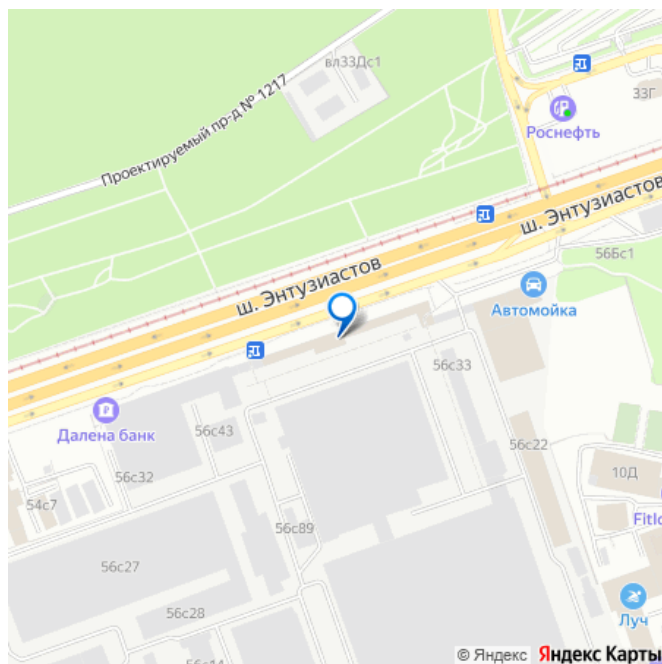 вл33Дс1
33Г
Роснефть
Проектируемый пр-д № 1217
ш. Энтузиастов
ш. Энтузиастов
56Бс1
Автомойка
56с33
Далена банк
56с43
56с22
56с32
54с7
10Д
56с89
Fitlo
56с27
56с28
Луч
© Яндекс Яндекс Карты